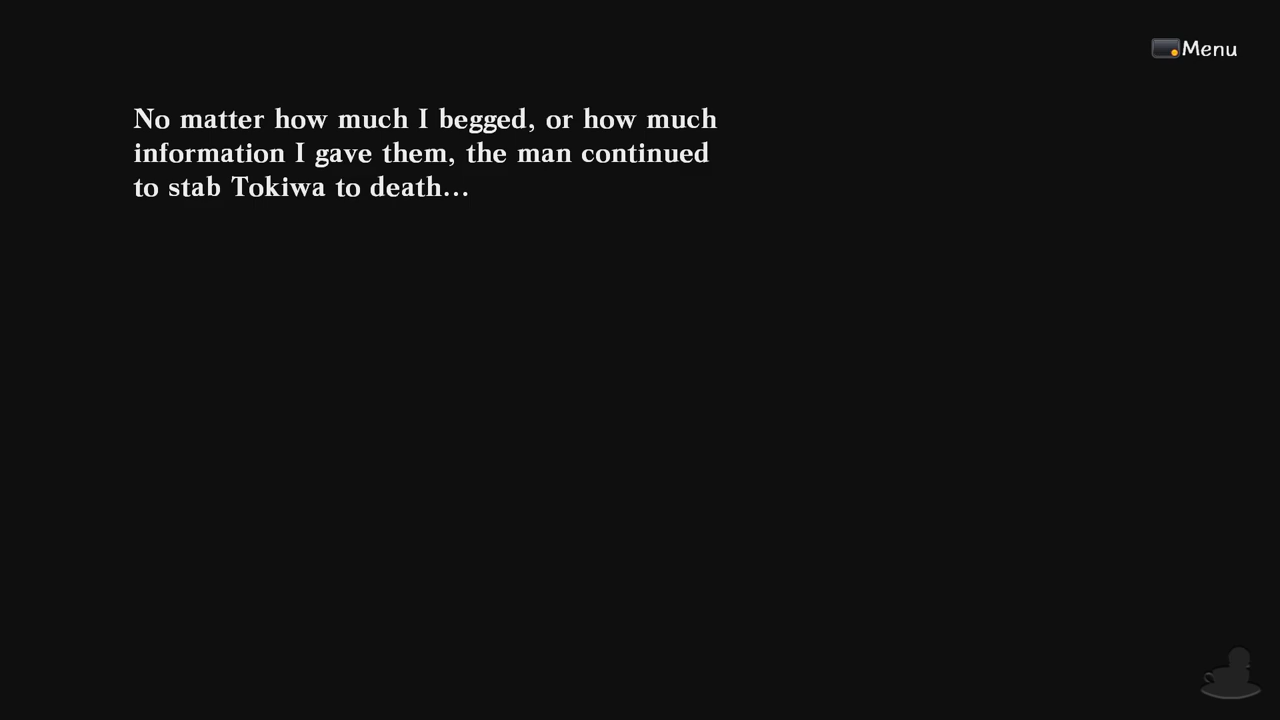 Menu
No matter how much I begged, or how much
information I gave them, the man continued
to stab Tokiwa to death...